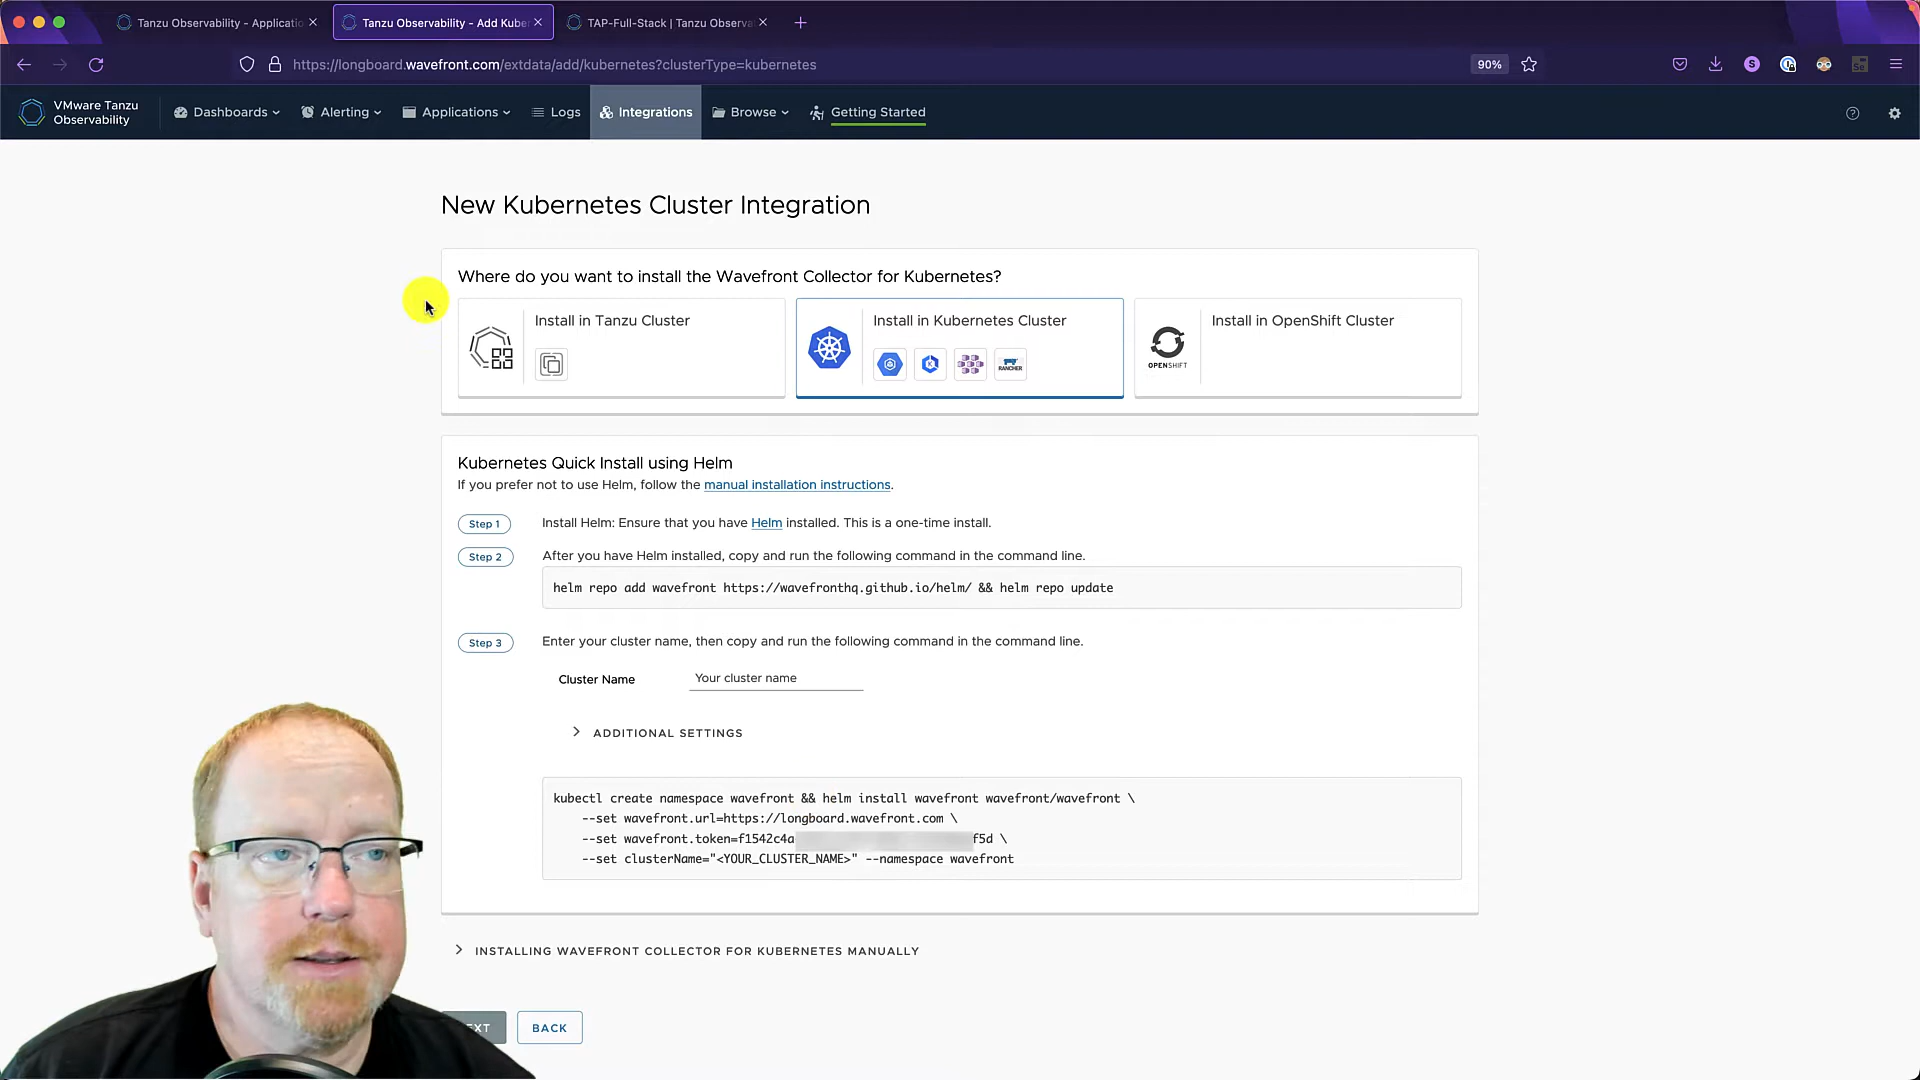 Tanzu Observability - Applicatio
Tanzu Observability - Add Kube
TAP-Full-Stack | Tanzu Observa
https://longboard.wavefront.com/extdata/add/kubernetes?clusterType=kubernetes
90%
VMware Tanzu
Observability
Dashboards
Alerting
Applications
Logs
Integrations
Browse
Getting Started
New Kubernetes Cluster Integration
Where do you want to install the Wavefront Collector for Kubernetes?
Install in Tanzu Cluster
Install in Kubernetes Cluster
RANCHER
Install in OpenShift Cluster
OPENSHIFT
Kubernetes Quick Install using Helm
If you prefer not to use Helm, follow the manual installation instructions.
Step 1
Install Helm: Ensure that you have Helm installed. This is a one-time install.
Step 2
After you have Helm installed, copy and run the following command in the command line.
helm repo add wavefront https://wavefronthq.github.io/helm/ && helm repo update
Step 3
Enter your cluster name, then copy and run the following command in the command line.
Cluster Name
Your cluster name
ADDITIONAL SETTINGS
kubectl create namespace wavefront && helm install wavefront wavefront/wavefront \
--set wavefront.url=https://longboard.wavefront.com \
--set wavefront.token=f1542c4a f5d \
--set clusterName="<YOUR_CLUSTER_NAME>" --namespace wavefront
INSTALLING WAVEFRONT COLLECTOR FOR KUBERNETES MANUALLY
EXT
BACK